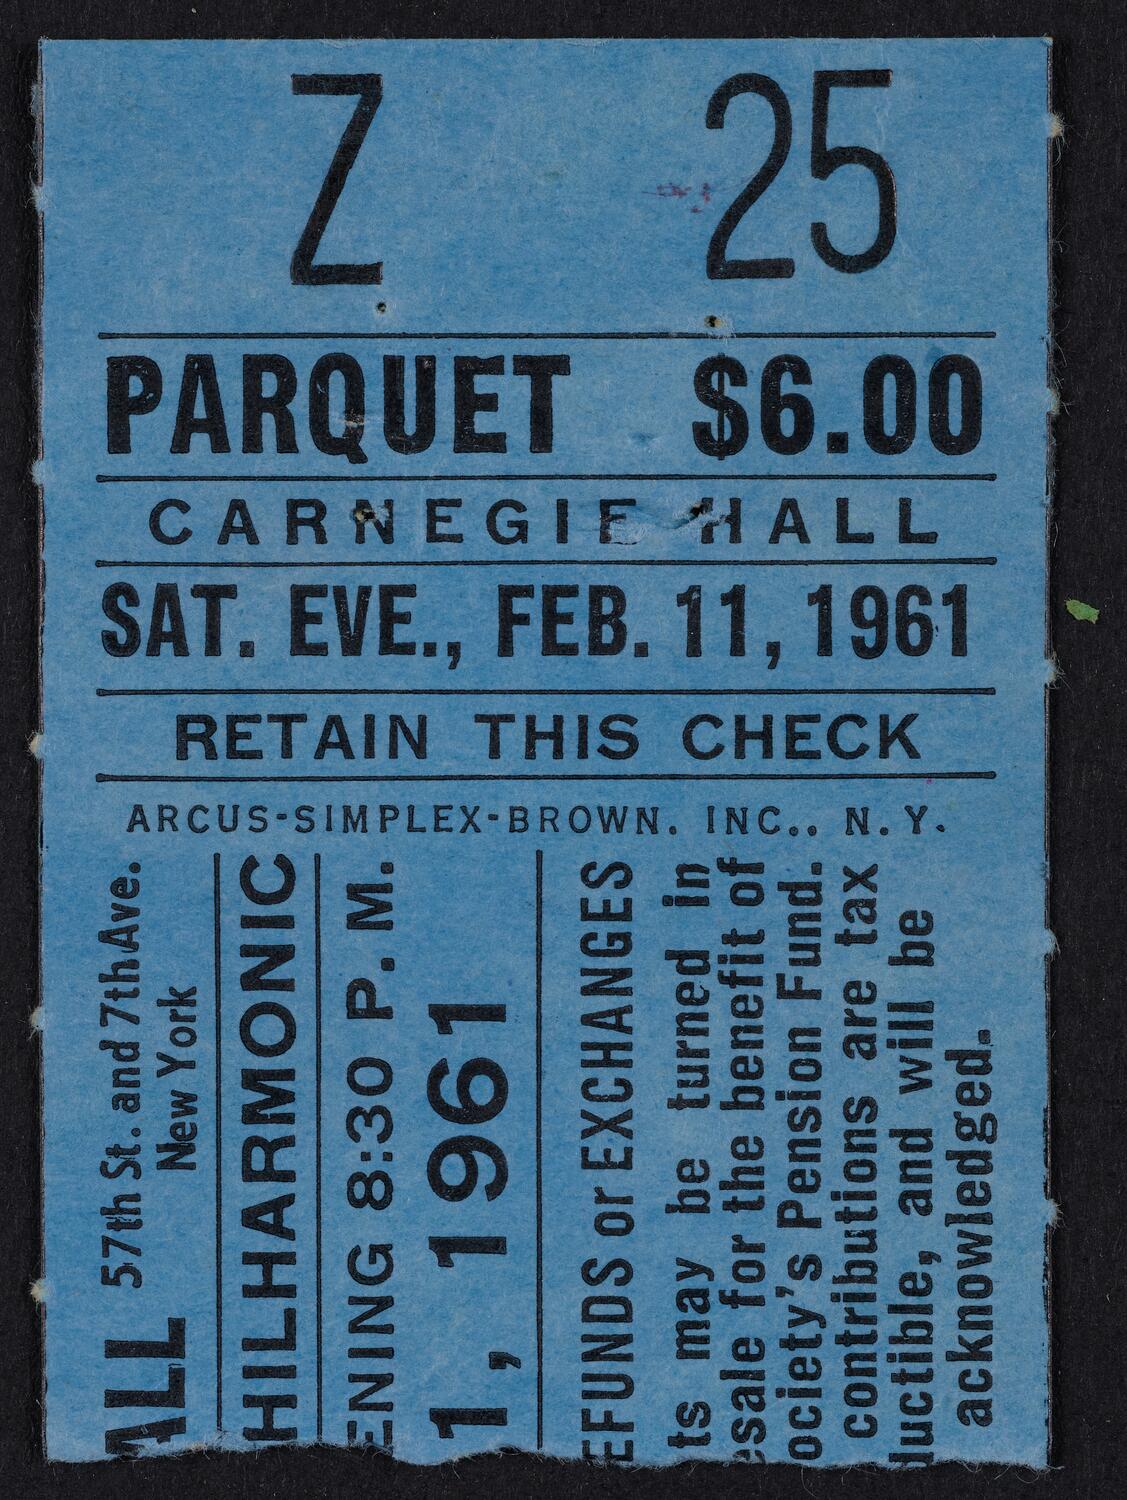 Z 25
PARQUET $6.00
CARNEGIE HALL
SAT. EVE., FEB. 11, 1961
RETAIN THIS CHECK
ARCUS-SIMPLEX-BROWN. INC., N.Y.
ALL 57th St. and 7th Ave.
New York
HILHARMONIC
ENING 8:30 P. M.
1, 1961
EFUNDS or EXCHANGES
ts may be turned in
esale for the benefit of
ociety's Pension Fund.
contributions are tax
ductible, and will be
acknowledged.